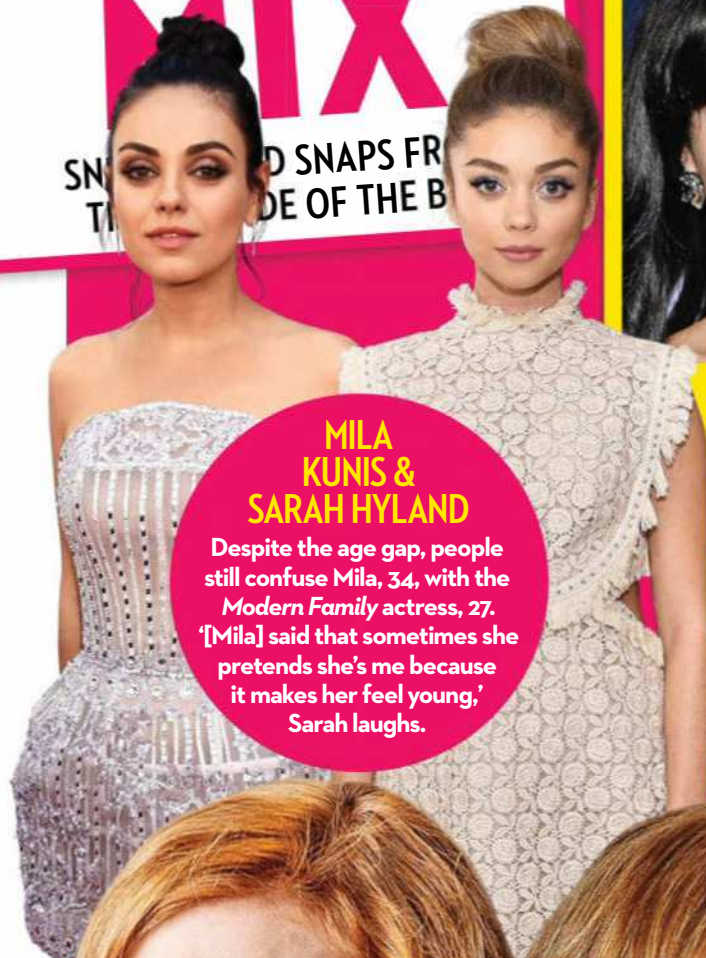 MIX
D SNAPS FR
OF THE B
MILA
KUNIS &
SARAH HYLAND
Despite the age gap, people
still confuse Mila, 34, with the
Modern Family actress, 27.
‘[Mila] said that sometimes she
pretends she’s me because
it makes her feel young,’
Sarah laughs.